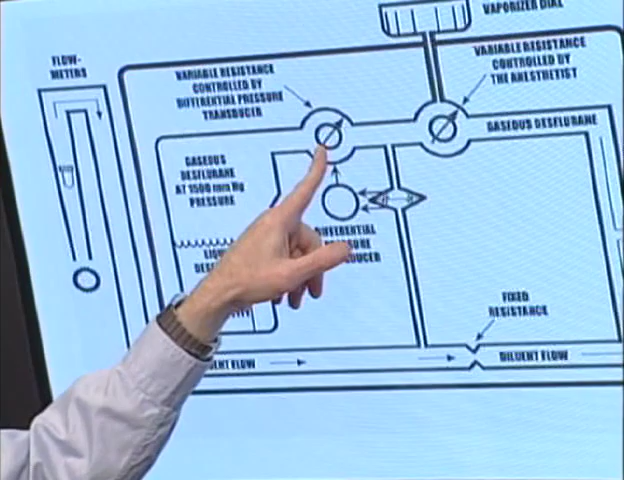 VAPORIZER DIAL
FLOW-
METERS
VARIABLE RESISTANCE
CONTROLLED BY
DIFFERENTIAL PRESSURE
TRANSDUCER
VARIABLE RESISTANCE
CONTROLLED BY
THE ANESTHETIST
GASEOUS DESFLURANE
GASEOUS
DESFLURANE
AT 1500 mm Hg
PRESSURE
DIFFERENTIAL
FIXED
RESISTANCE
FLOW
DILUENT FLOW